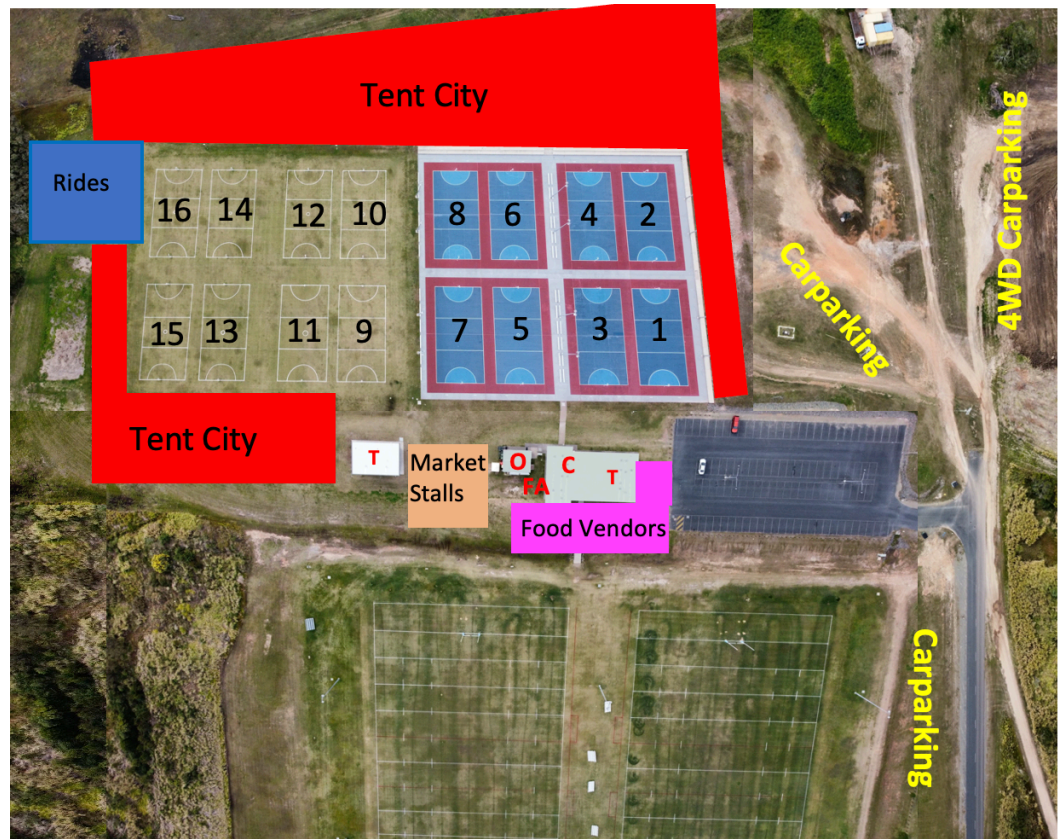 Tent City
4WD Carparking
Rides
16 14 12 10 8 6 4 2
Carparking
15 13 11 9 7 5 3 1
Tent City
T
Market
Stalls
O
C
FA
T
Food Vendors
Carparking